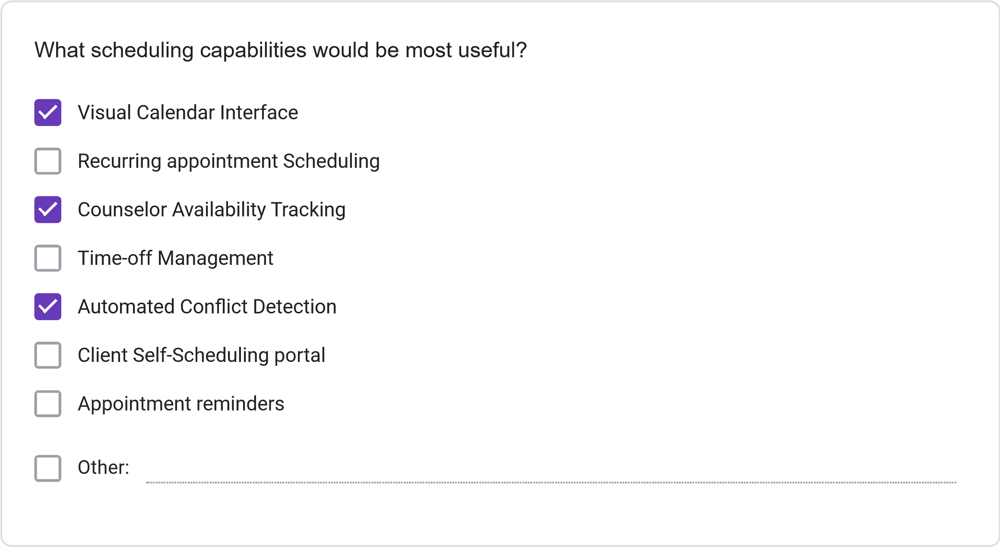 What scheduling capabilities would be most useful?
Visual Calendar Interface
Recurring appointment Scheduling
Counselor Availability Tracking
Time-off Management
Automated Conflict Detection
Client Self-Scheduling portal
Appointment reminders
Other: